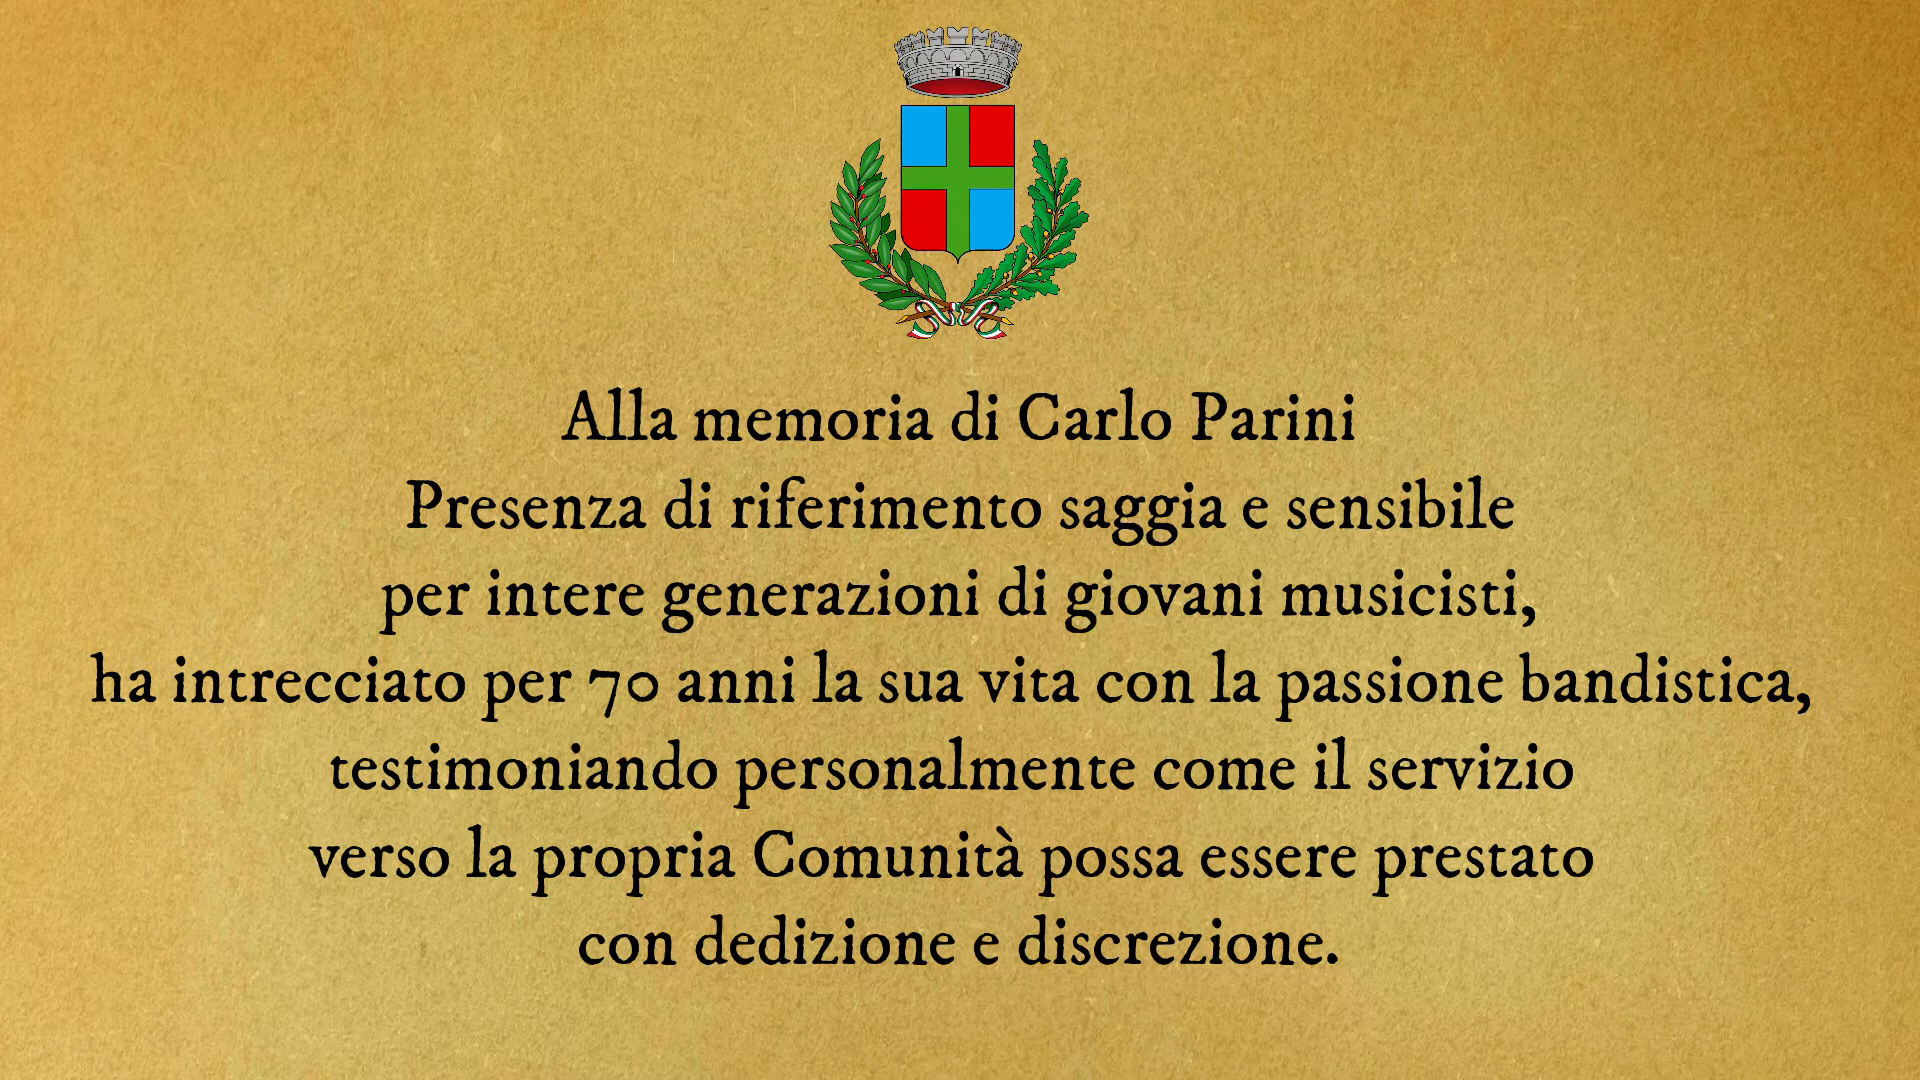 Alla memoria di Carlo Parini
Presenza di riferimento saggia e sensibile
per intere generazioni di giovani musicisti,
ha intrecciato per 70 anni la sua vita con la passione bandistica,
testimoniando personalmente come il servizio
verso la propria Comunità possa essere prestato
con dedizione e discrezione.